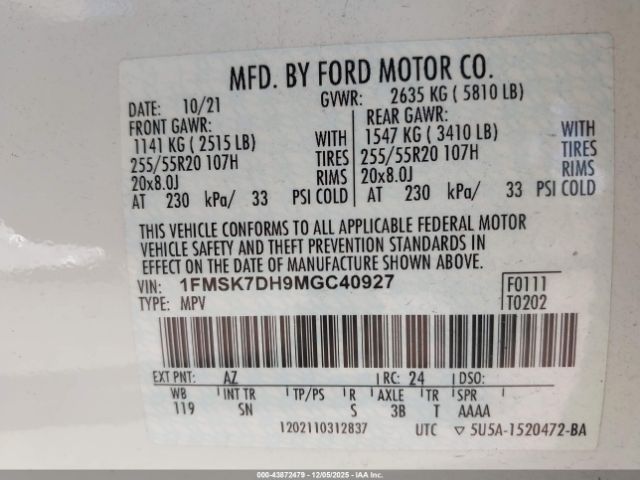 MFD. BY FORD MOTOR CO.
DATE: 10/21 GVWR: 2635 KG ( 5810 LB)
FRONT GAWR: REAR GAWR:
1141 KG ( 2515 LB) WITH 1547 KG ( 3410 LB) WITH
255/55R20 107H TIRES 255/55R20 107H TIRES
20x8.0J RIMS 20x8.0J RIMS
AT 230 kPa/ 33 PSI COLD AT 230 kPa/ 33 PSI COLD
THIS VEHICLE CONFORMS TO ALL APPLICABLE FEDERAL MOTOR
VEHICLE SAFETY AND THEFT PREVENTION STANDARDS IN
EFFECT ON THE DATE OF MANUFACTURE SHOWN ABOVE.
VIN: 1FMSK7DH9MGC40927 F0111
TYPE: MPV T0202
EXT PNT: AZ RC: 24 DSO:
WB INT TR TP/PS R AXLE TR SPR
119 SN S 3B T AAAA
1202110312837 UTC ▽ 5U5A-1520472-BA
00-43872479 - 12/05/2025 - COPYRIGHT IAA